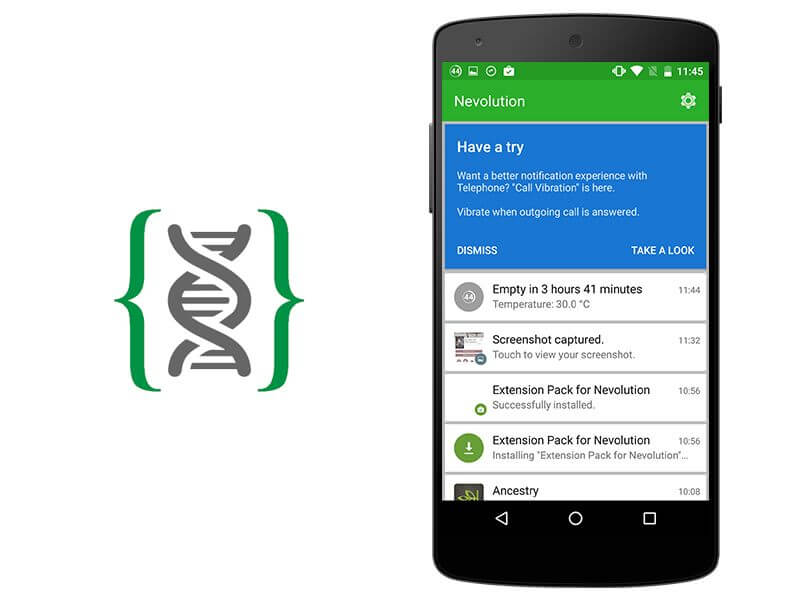 44
11:45
Nevolution
Have a try
Want a better notification experience with
Telephone? "Call Vibration" is here.
Vibrate when outgoing call is answered.
DISMISS
TAKE A LOOK
44
Empty in 3 hours 41 minutes
11:44
Temperature: 30.0 °C
Screenshot captured.
11:32
Touch to view your screenshot.
Extension Pack for Nevolution
10:56
Successfully installed.
Extension Pack for Nevolution
10:56
Installing "Extension Pack for Nevolution"...
Ancestry
10:08